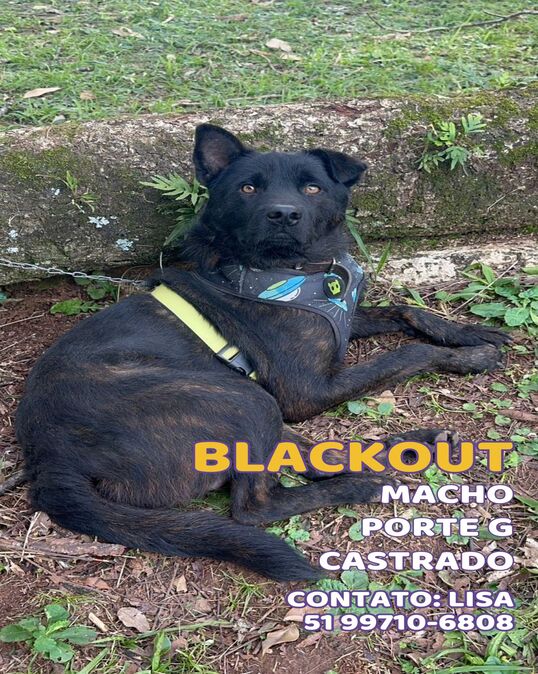 BLACKOUT
MACHO
PORTE G
CASTRADO
CONTATO: LISA
51 99710-6808